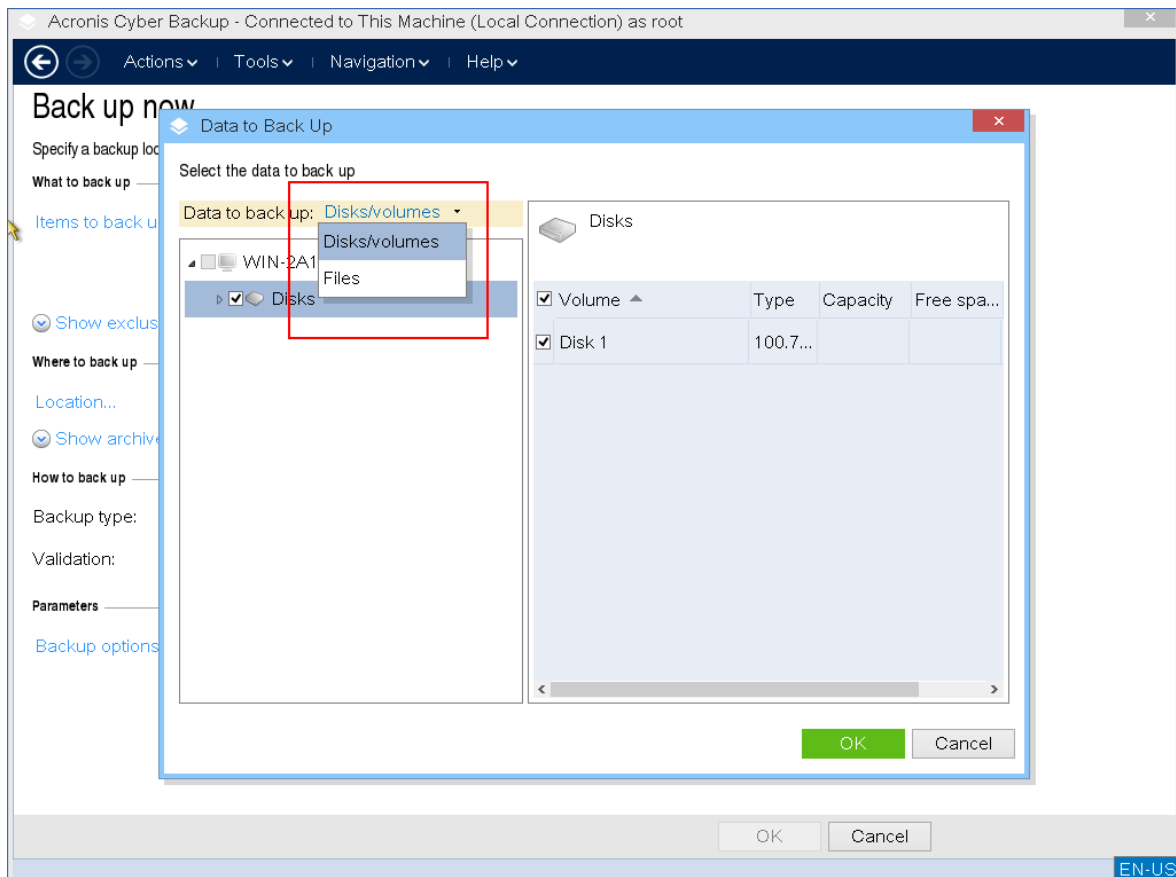 Acronis Cyber Backup - Connected to This Machine (Local Connection) as root
Actions Tools Navigation Help
Back up now
Specify a backup loc
What to back up
Items to back u
Show exclus
Where to back up
Location...
Show archive
How to back up
Backup type:
Validation:
Parameters
Backup options
Data to Back Up
Select the data to back up
Data to back up: Disks/volumes
Disks/volumes
Files
WIN-2A1
Disks
Disks
Volume Type Capacity Free spa...
Disk 1 100.7...
OK Cancel
OK Cancel
EN-US